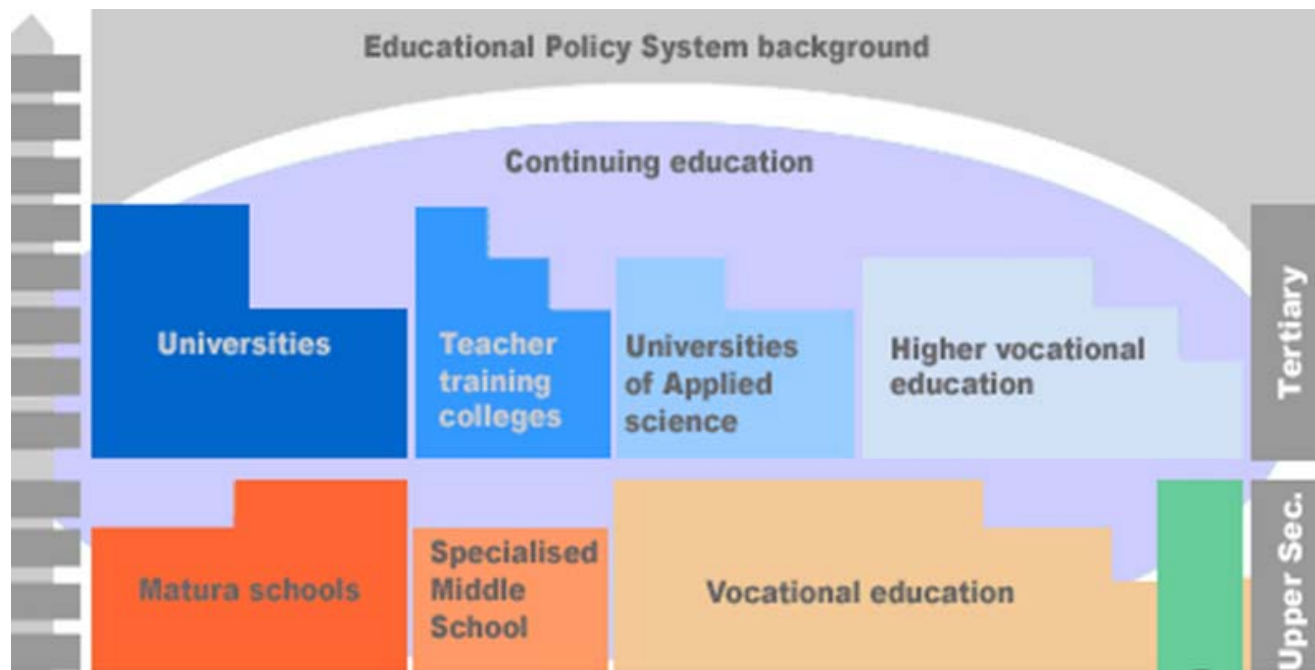 Educational Policy System background
Continuing education
Universities
Teacher
training
colleges
Universities
of Applied
science
Higher vocational
education
Tertiary
Matura schools
Specialised
Middle
School
Vocational education
Upper Sec.